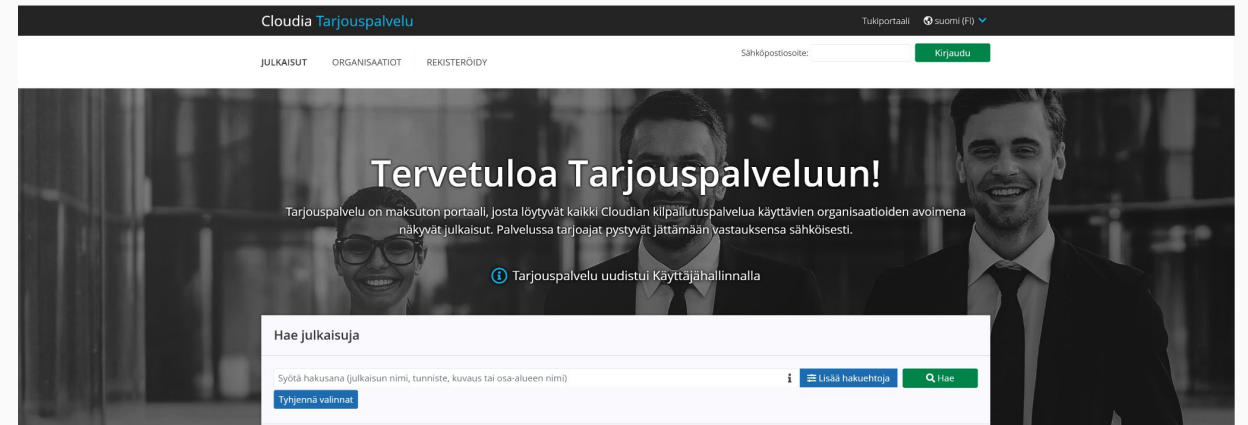 Cloudia Tarjouspalvelu
Tukiportaali suomi (FI)
JULKAISUT ORGANISAATIOT REKISTERÖIDY
Sähköpostiosoite: Kirjaudu
Tervetuloa Tarjouspalveluun!
Tarjouspalvelu on maksuton portaali, josta löytyvät kaikki Cloudian kilpailutuspalvelua käyttävien organisaatioiden avoimena
näkyvät julkaisut. Palvelussa tarjoajat pystyvät jättämään vastauksensa sähköisesti.
Tarjouspalvelu uudistui Käyttäjähallinnalla
Hae julkaisuja
Syötä hakusana (julkaisun nimi, tunniste, kuvaus tai osa-alueen nimi)
Lisää hakuehtoja
Hae
Tyhjennä valinnat